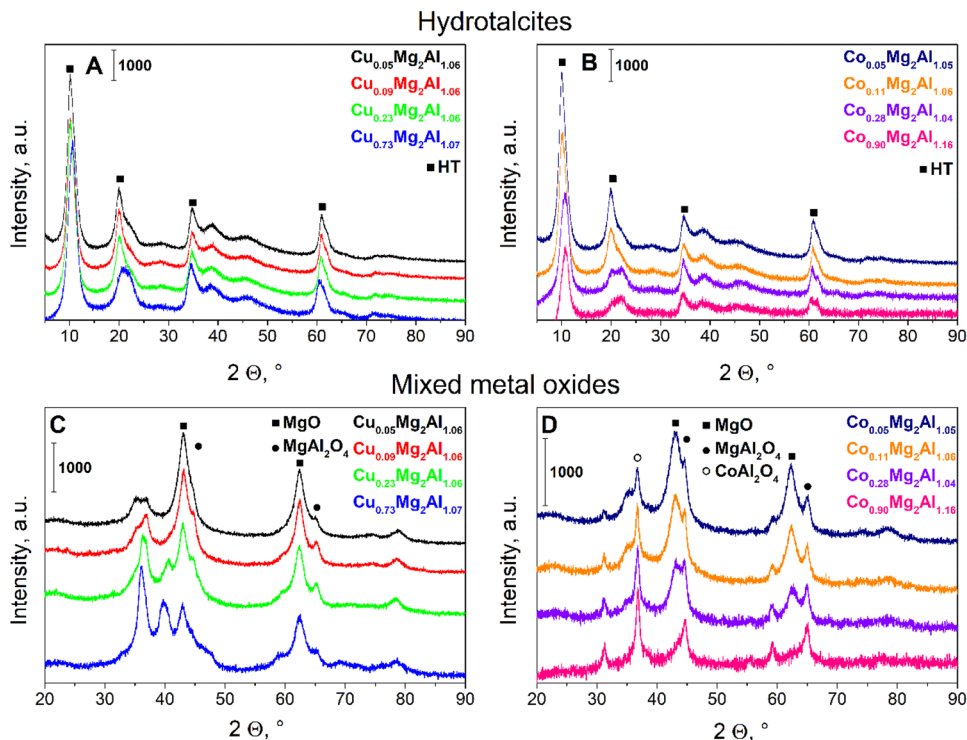 Hydrotalcites
A
1000
Cu0.05Mg2Al1.06
Cu0.09Mg2Al1.06
Cu0.23Mg2Al1.06
Cu0.73Mg2Al1.07
HT
Intensity, a.u.
10 20 30 40 50 60 70 80 90
2 Θ, °
B
1000
Co0.05Mg2Al1.05
Co0.11Mg2Al1.06
Co0.28Mg2Al1.04
Co0.90Mg2Al1.16
HT
Intensity, a.u.
10 20 30 40 50 60 70 80 90
2 Θ, °
Mixed metal oxides
C
1000
MgO
MgAl2O4
Cu0.05Mg2Al1.06
Cu0.09Mg2Al1.06
Cu0.23Mg2Al1.06
Cu0.73Mg2Al1.07
Intensity, a.u.
20 30 40 50 60 70 80 90
2 Θ, °
D
1000
MgO
MgAl2O4
CoAl2O4
Co0.05Mg2Al1.05
Co0.11Mg2Al1.06
Co0.28Mg2Al1.04
Co0.90Mg2Al1.16
Intensity, a.u.
20 30 40 50 60 70 80 90
2 Θ, °